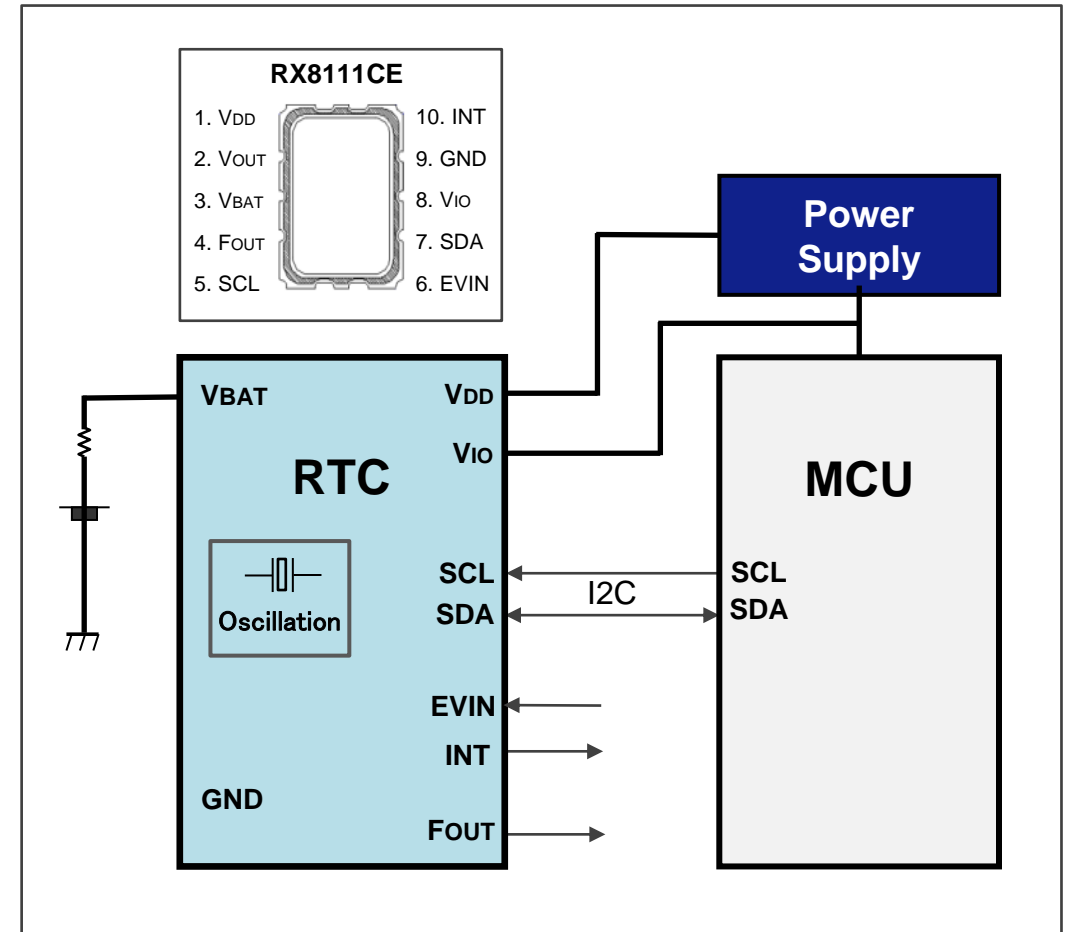 RX8111CE
1. VDD
10. INT
2. VOUT
9. GND
3. VBAT
8. VIO
4. FOUT
7. SDA
5. SCL
6. EVIN
Power
Supply
VBAT
VDD
VIO
RTC
MCU
SCL
SCL
I2C
SDA
SDA
Oscillation
EVIN
INT
GND
FOUT